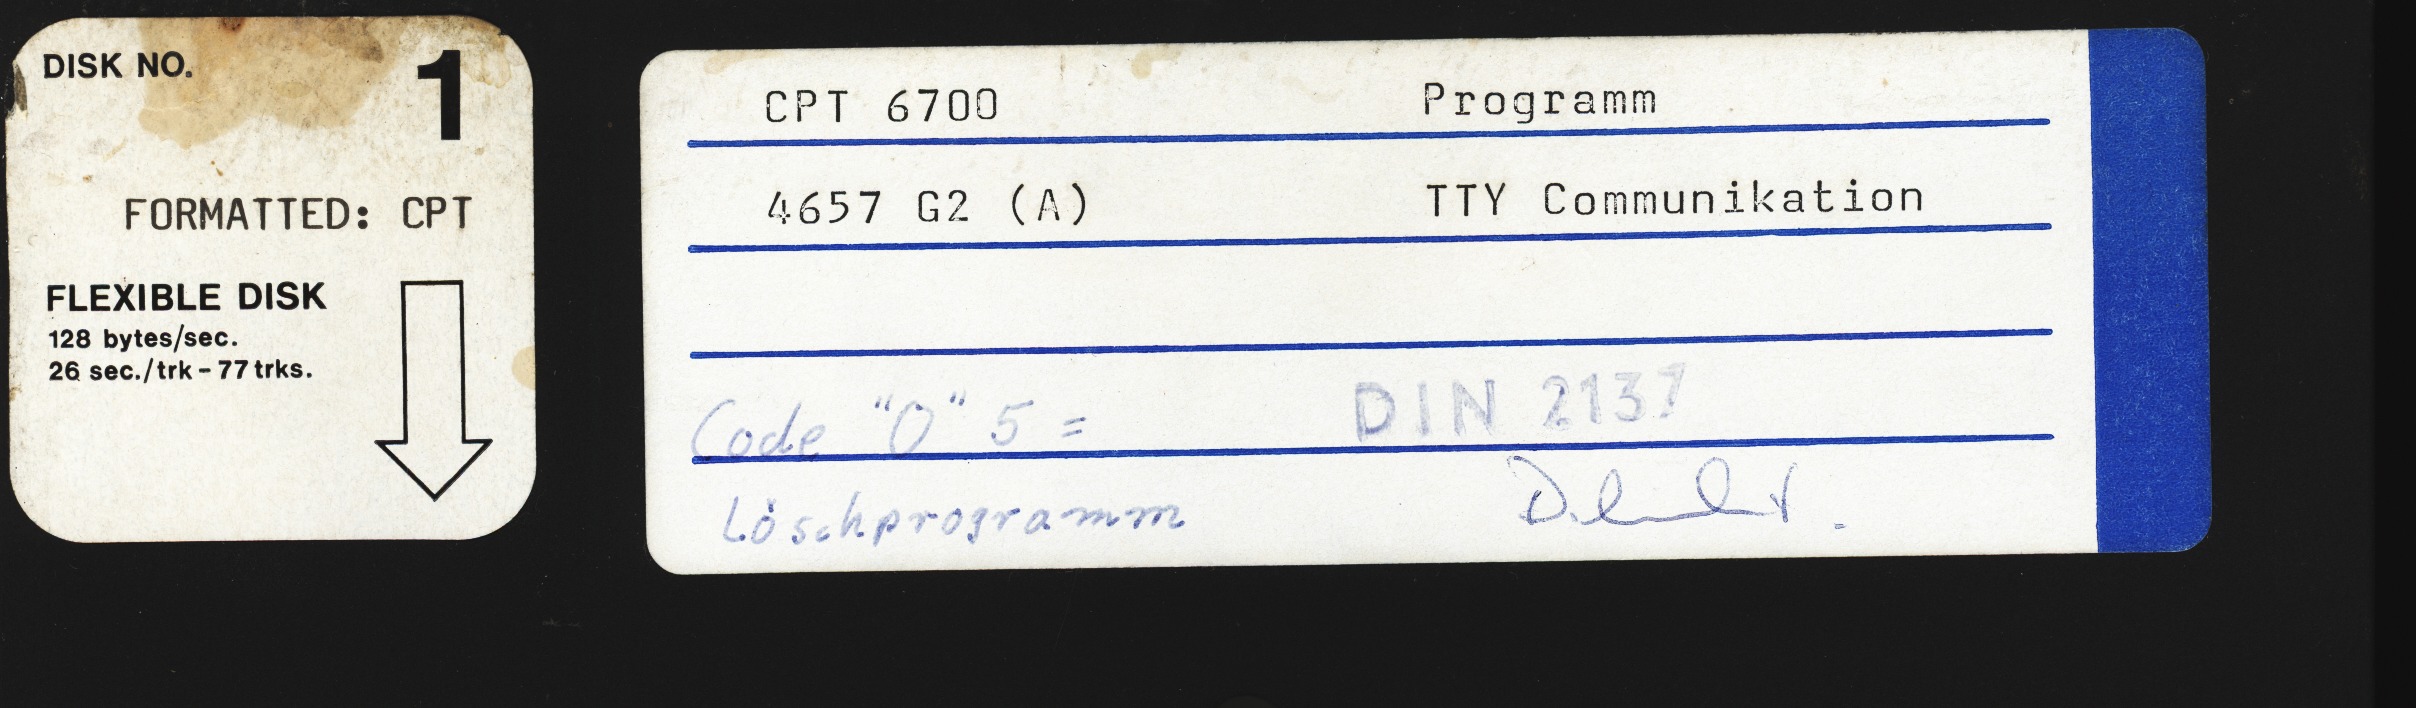 DISK NO. 1
FORMATTED: CPT
FLEXIBLE DISK
128 bytes/sec.
26 sec./trk - 77 trks.
CPT 6700 Programm
4657 G2 (A) TTY Communikation
Code "O" 5 = DIN 2137
Löschprogramm